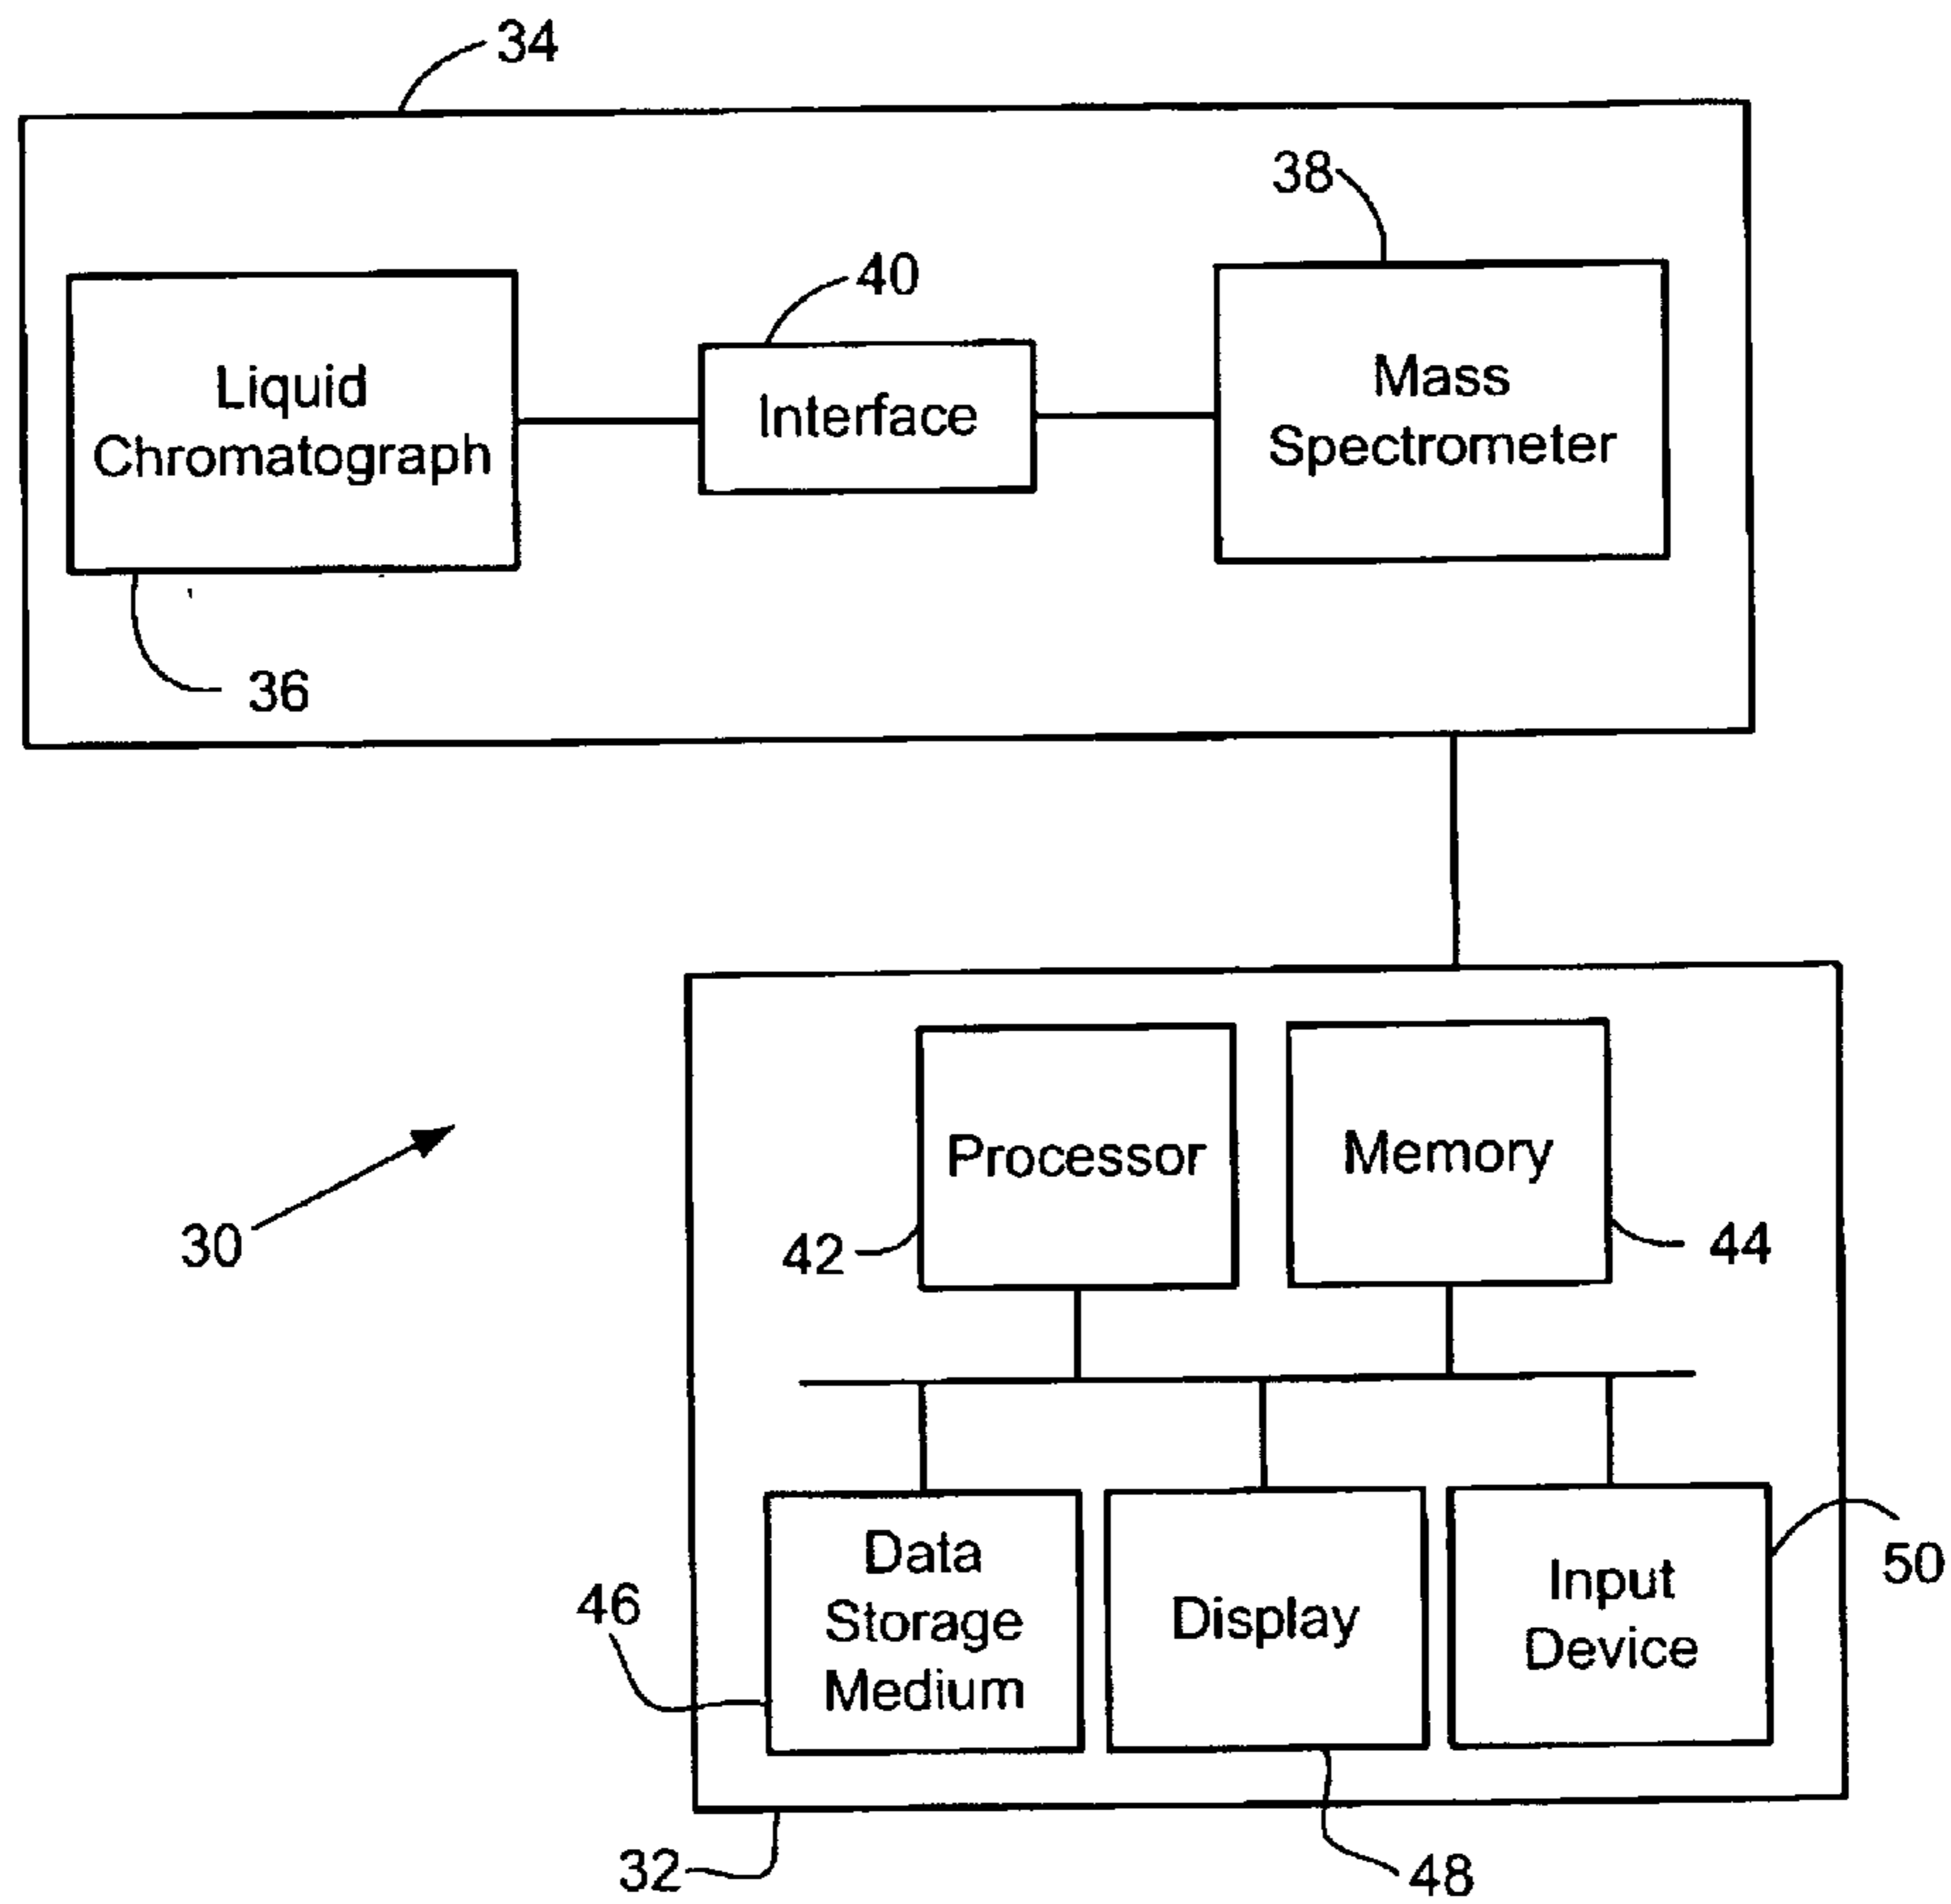 34
38
40
Liquid
Chromatograph
Interface
Mass
Spectrometer
36
Processor
Memory
30
42
44
Data
Storage
Medium
Display
Input
Device
46
50
32
48